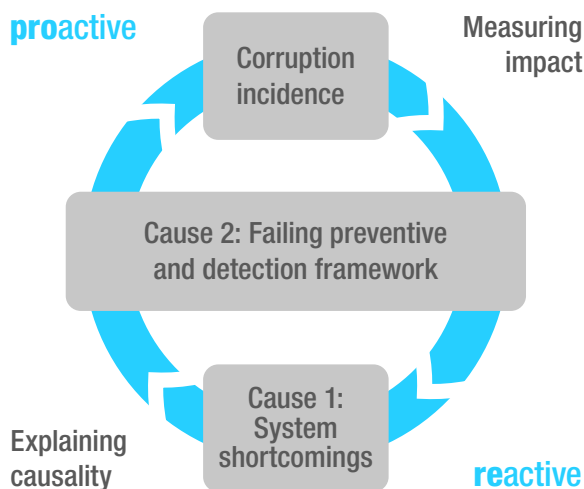 proactive
Measuring
impact
Corruption
incidence
Cause 2: Failing preventive
and detection framework
Cause 1:
System
shortcomings
Explaining
causality
reactive